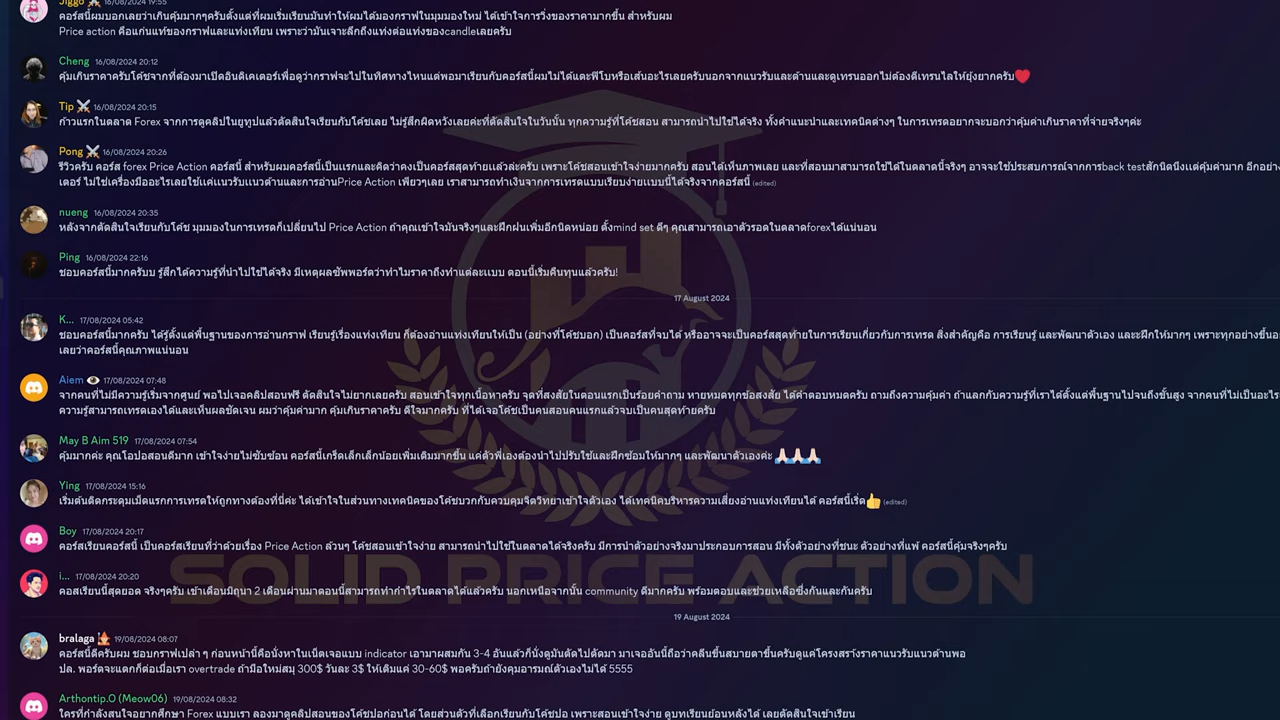 Jiggo 16/08/2024 19:55
คอร์สนี้ผมบอกเลยว่าเกินคุ้มมากๆครับตั้งแต่ที่ผมเริ่มเรียนมันทำให้ผมได้มองกราฟในมุมมองใหม่ ได้เข้าใจการวิ่งของราคามากขึ้น สำหรับผม
Price action คือแก่นแท้ของกราฟและแท่งเทียน เพราะว่ามันเจาะลึกถึงแท่งต่อแท่งของcandleเลยครับ
Cheng 16/08/2024 20:12
คุ้มเกินราคาครับโค้ชจากที่ต้องมาเปิดอินดิเคเตอร์เพื่อดูว่ากราฟจะไปในทิศทางไหนแต่พอมาเรียนกับคอร์สนี้ผมไม่ได้แตะฟีโบหรือเส้นอะไรเลยครับนอกจากแนวรับและต้านและดูเทรนออกไม่ต้องตีเทรนไลให้ยุ่งยากครับ❤️
Tip ⚔️ 16/08/2024 20:15
ก้าวแรกในตลาด Forex จากการดูคลิปในยูทูปแล้วตัดสินใจเรียนกับโค้ชเลย ไม่รู้สึกผิดหวังเลยค่ะที่ตัดสินใจในวันนั้น ทุกความรู้ที่โค้ชสอน สามารถนำไปใช้ได้จริง ทั้งคำแนะนำและเทคนิคต่างๆ ในการเทรดอยากจะบอกว่าคุ้มค่าเกินราคาที่จ่ายจริงๆค่ะ
Pong ⚔️ 16/08/2024 20:26
รีวิวครับ คอร์ส forex Price Action คอร์สนี้ สำหรับผมคอร์สนี้เป็นแรกและคิดว่าคงเป็นคอร์สสุดท้ายแล้วล่ะครับ เพราะโค้ชสอนเข้าใจง่ายมากครับ สอนได้เห็นภาพเลย และที่สอนมาสามารถใช้ได้ในตลาดนี้จริงๆ อาจจะใช้ประสบการณ์จากการback testสักนิดนึงแต่คุ้มค่ามาก อีกอย่าง
เตอร์ ไม่ใช่เครื่องมืออะไรเลยใช้แค่แนวรับแนวต้านและการอ่านPrice Action เพียวๆเลย เราสามารถทำเงินจากการเทรดแบบเรียบง่ายแบบนี้ได้จริงจากคอร์สนี้ (edited)
nueng 16/08/2024 20:35
หลังจากตัดสินใจเรียนกับโค้ช มุมมองในการเทรดก็เปลี่ยนไป Price Action ถ้าคุณเข้าใจมันจริงๆและฝึกฝนเพิ่มอีกนิดหน่อย ตั้งmind set ดีๆ คุณสามารถเอาตัวรอดในตลาดforexได้แน่นอน
Ping 16/08/2024 22:16
ชอบคอร์สนี้มากครับบ รู้สึกได้ความรู้ที่นำไปใช้ได้จริง มีเหตุผลซัพพอร์ตว่าทำไมราคาถึงทำแต่ละแบบ ตอนนี้เริ่มคืนทุนแล้วครับ!
17 August 2024
K... 17/08/2024 05:42
ชอบคอร์สนี้มากครับ ได้รู้ตั้งแต่พื้นฐานของการอ่านกราฟ เรียนรู้เรื่องแท่งเทียน ก็ต้องอ่านแท่งเทียนให้เป็น (อย่างที่โค้ชบอก) เป็นคอร์สที่จบได้ หรืออาจจะเป็นคอร์สสุดท้ายในการเรียนเกี่ยวกับการเทรด สิ่งสำคัญคือ การเรียนรู้ และพัฒนาตัวเอง และฝึกให้มากๆ เพราะทุกอย่างขึ้น
เลยว่าคอร์สนี้คุณภาพแน่นอน
Aiem 👁️ 17/08/2024 07:48
จากคนที่ไม่มีความรู้เริ่มจากศูนย์ พอไปเจอคลิปสอนฟรี ตัดสินใจไม่ยากเลยครับ สอนเข้าใจทุกเนื้อหาครับ จุดที่สงสัยในตอนแรกเป็นร้อยคำถาม หายหมดทุกข้อสงสัย ได้คำตอบหมดครับ ถามถึงความคุ้มค่า ถ้าแลกกับความรู้ที่เราได้ตั้งแต่พื้นฐานไปจนถึงขั้นสูง จากคนที่ไม่เป็นอะไร
ความรู้สามารถเทรดเองได้และเห็นผลชัดเจน ผมว่าคุ้มค่ามาก คุ้มเกินราคาครับ ดีใจมากครับ ที่ได้เจอโค้ชเป็นคนสอนคนแรกแล้วจบเป็นคนสุดท้ายครับ
May B Aim 519 17/08/2024 07:54
คุ้มมากค่ะ คุณโอปอสอนดีมาก เข้าใจง่ายไม่ซับซ้อน คอร์สนี้เกร็ดเล็กเล็กน้อยเพิ่มเติมมากขึ้น แค่ตัวพี่เองต้องนำไปปรับใช้และฝึกซ้อมให้มากๆ และพัฒนาตัวเองค่ะ 🙏🏻🙏🏻🙏🏻
Ying 17/08/2024 15:16
เริ่มต้นติดกระดุมเม็ดแรกการเทรดให้ถูกทางต้องที่นี่ค่ะ ได้เข้าใจในส่วนทางเทคนิคของโค้ชบวกกับควบคุมจิตวิทยาเข้าใจตัวเอง ได้เทคนิคบริหารความเสี่ยงอ่านแท่งเทียนได้ คอร์สนี้เริ่ด👍 (edited)
Boy 17/08/2024 20:17
คอร์สเรียนคอร์สนี้ เป็นคอร์สเรียนที่ว่าด้วยเรื่อง Price Action ล้วนๆ โค้ชสอนเข้าใจง่าย สามารถนำไปใช้ในตลาดได้จริงครับ มีการนำตัวอย่างจริงมาประกอบการสอน มีทั้งตัวอย่างที่ชนะ ตัวอย่างที่แพ้ คอร์สนี้คุ้มจริงๆครับ
i... 17/08/2024 20:20
คอสเรียนนี้สุดยอด จริงๆครับ เข้าเดือนมิถุนา 2 เดือนผ่านมาตอนนี้สามารถทำกำไรในตลาดได้แล้วครับ นอกเหนือจากนั้น community ดีมากครับ พร้อมตอบและช่วยเหลือซึ่งกันและกันครับ
SOLID PRICE ACTION
19 August 2024
bralaga 19/08/2024 08:07
คอร์สนี้ดีครับผม ชอบกราฟเปล่า ๆ ก่อนหน้านี้คือนั่งหาในเน็ตเจอแบบ indicator เอามาผสมกัน 3-4 อันแล้วก็นั่งดูมันตัดไปตัดมา มาเจออันนี้ถือว่าคลีนขึ้นสบายตาขึ้นครับดูแค่โครงสร้างราคาแนวรับแนวต้านพอ
ปล. พอร์ตจะแตกก็ต่อเมื่อเรา overtrade ถ้ามือใหม่สมุ 300$ วันละ 3$ ให้เติมแค่ 30-60$ พอครับถ้ายังคุมอารมณ์ตัวเองไม่ได้ 5555
Arthontip.O (Meow06) 19/08/2024 08:32
ใครที่กำลังสนใจอยากศึกษา Forex แบบเรา ลองมาดูคลิปสอนของโค้ชปอก่อนได้ โดยส่วนตัวที่เลือกเรียนกับโค้ชปอ เพราะสอนเข้าใจง่าย ดูบทเรียนย้อนหลังได้ เลยตัดสินใจเข้าเรียน